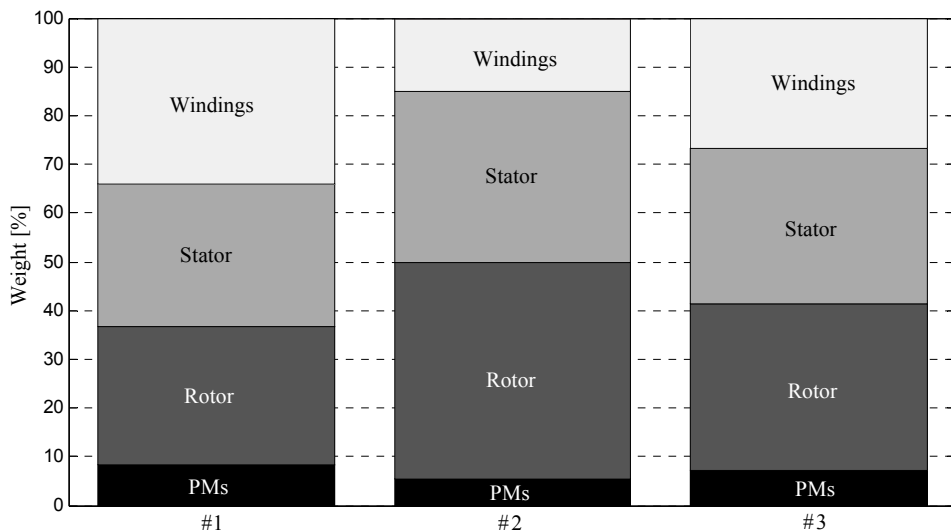 100
90
80
70
60
50
40
30
20
10
0
Weight [%]
Windings
Stator
Rotor
PMs
#1
Windings
Stator
Rotor
PMs
#2
Windings
Stator
Rotor
PMs
#3